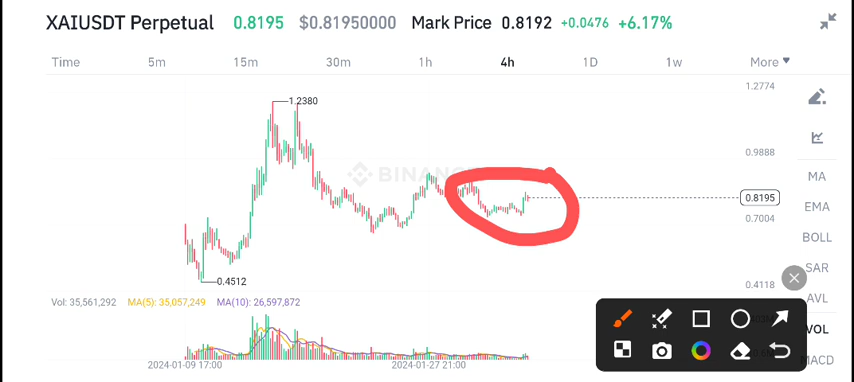 XAIUSDT Perpetual 0.8195 $0.81950000 Mark Price 0.8192 +0.0476 +6.17%
Time 5m 15m 30m 1h 4h 1D 1w More
1.2774
1.2380
0.9888
MA
BINANC
0.8195
EMA
0.7004
BOLL
SAR
0.4512
0.4118
AVL
Vol: 35,561,292 MA(5): 35,057,249 MA(10): 26,597,872
VOL
MACD
2024-01-09 17:00 2024-01-27 21:00